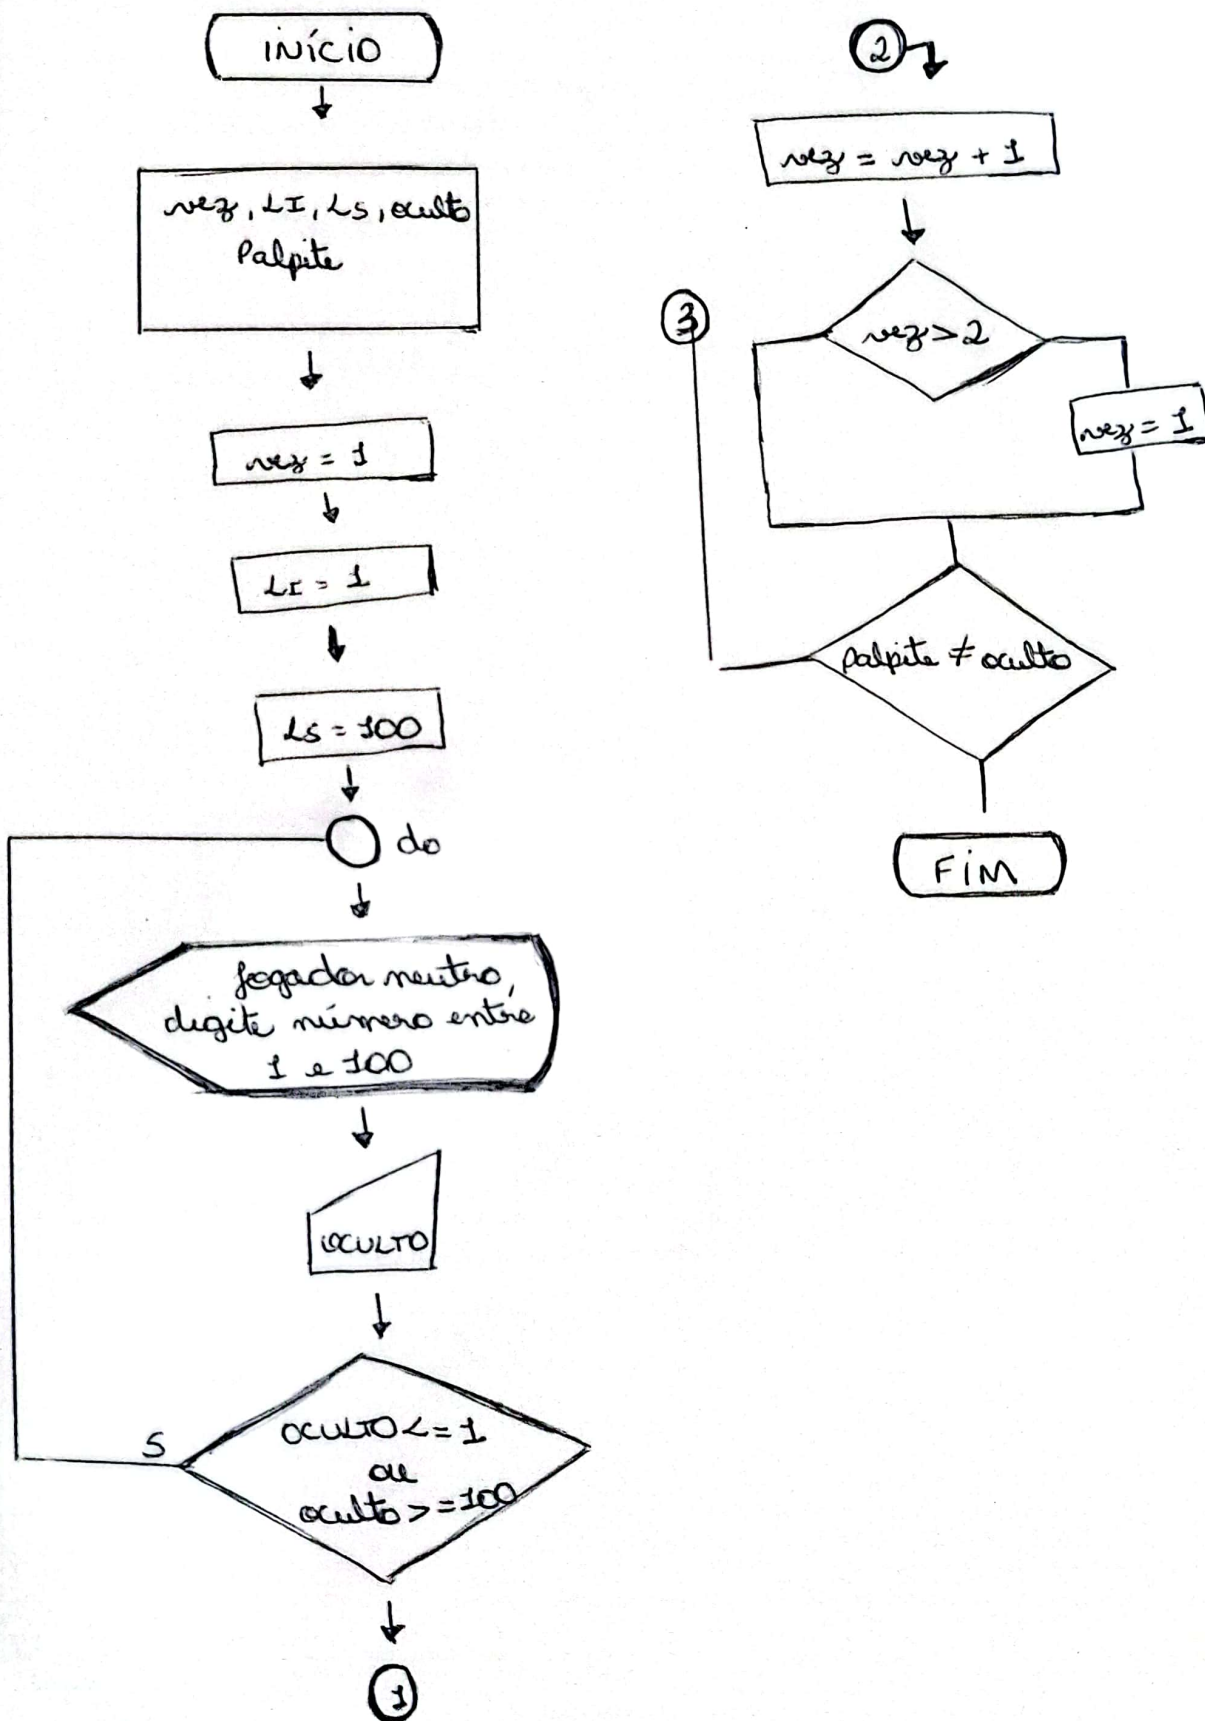 INÍCIO
vez, LI, LS, oculto
Palpite
vez = 1
LI = 1
LS = 100
do
Jogador neutro,
digite número entre
1 e 100
OCULTO
S
OCULTO <= 1
ou
oculto >= 100
1
2
vez = vez + 1
3
vez > 2
vez = 1
palpite ≠ oculto
FIM